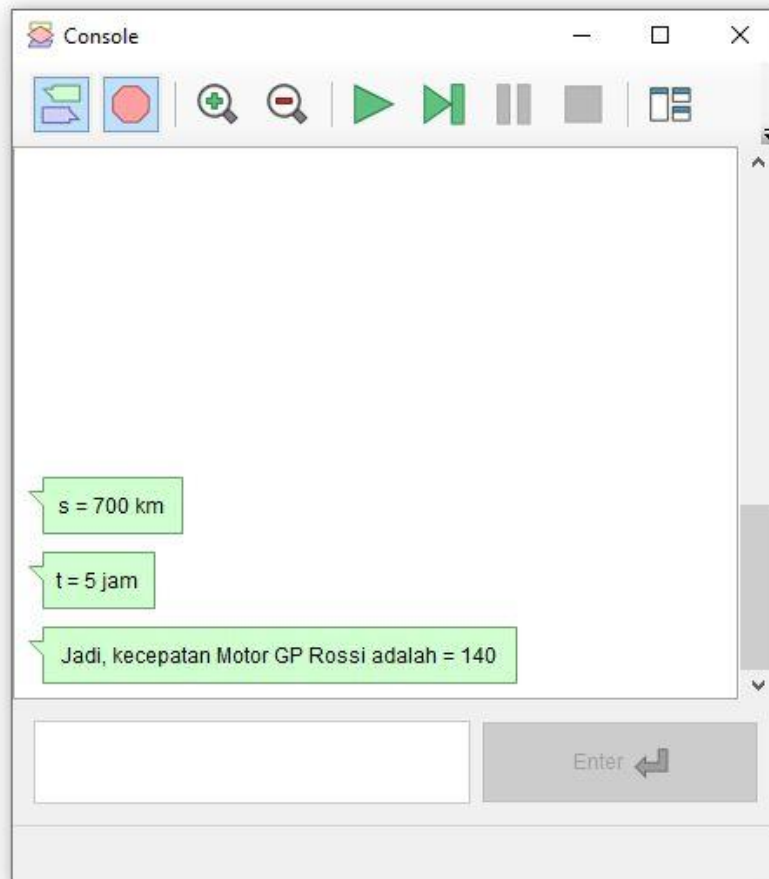 Console
s = 700 km
t = 5 jam
Jadi, kecepatan Motor GP Rossi adalah = 140
Enter